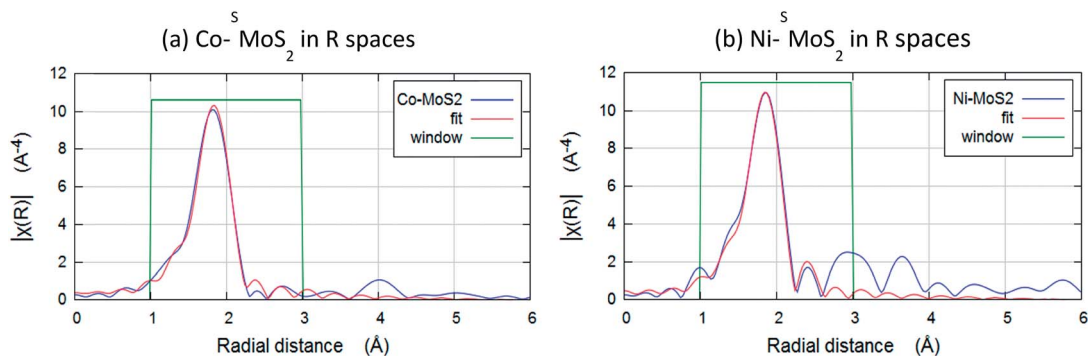 (a) Co-S MoS2 in R spaces
12
10
8
6
4
2
0
|χ(R)| (A-4)
Co-MoS2
fit
window
0 1 2 3 4 5 6
Radial distance (Å)
(b) Ni-S MoS2 in R spaces
12
10
8
6
4
2
0
|χ(R)| (A-4)
Ni-MoS2
fit
window
0 1 2 3 4 5 6
Radial distance (Å)